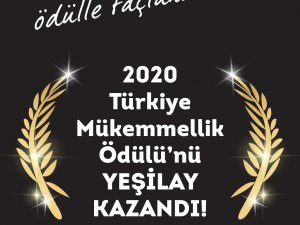 ödülle
2020
Türkiye
Mükemmellik
Ödülü'nü
YEŞİLAY
KAZANDI!